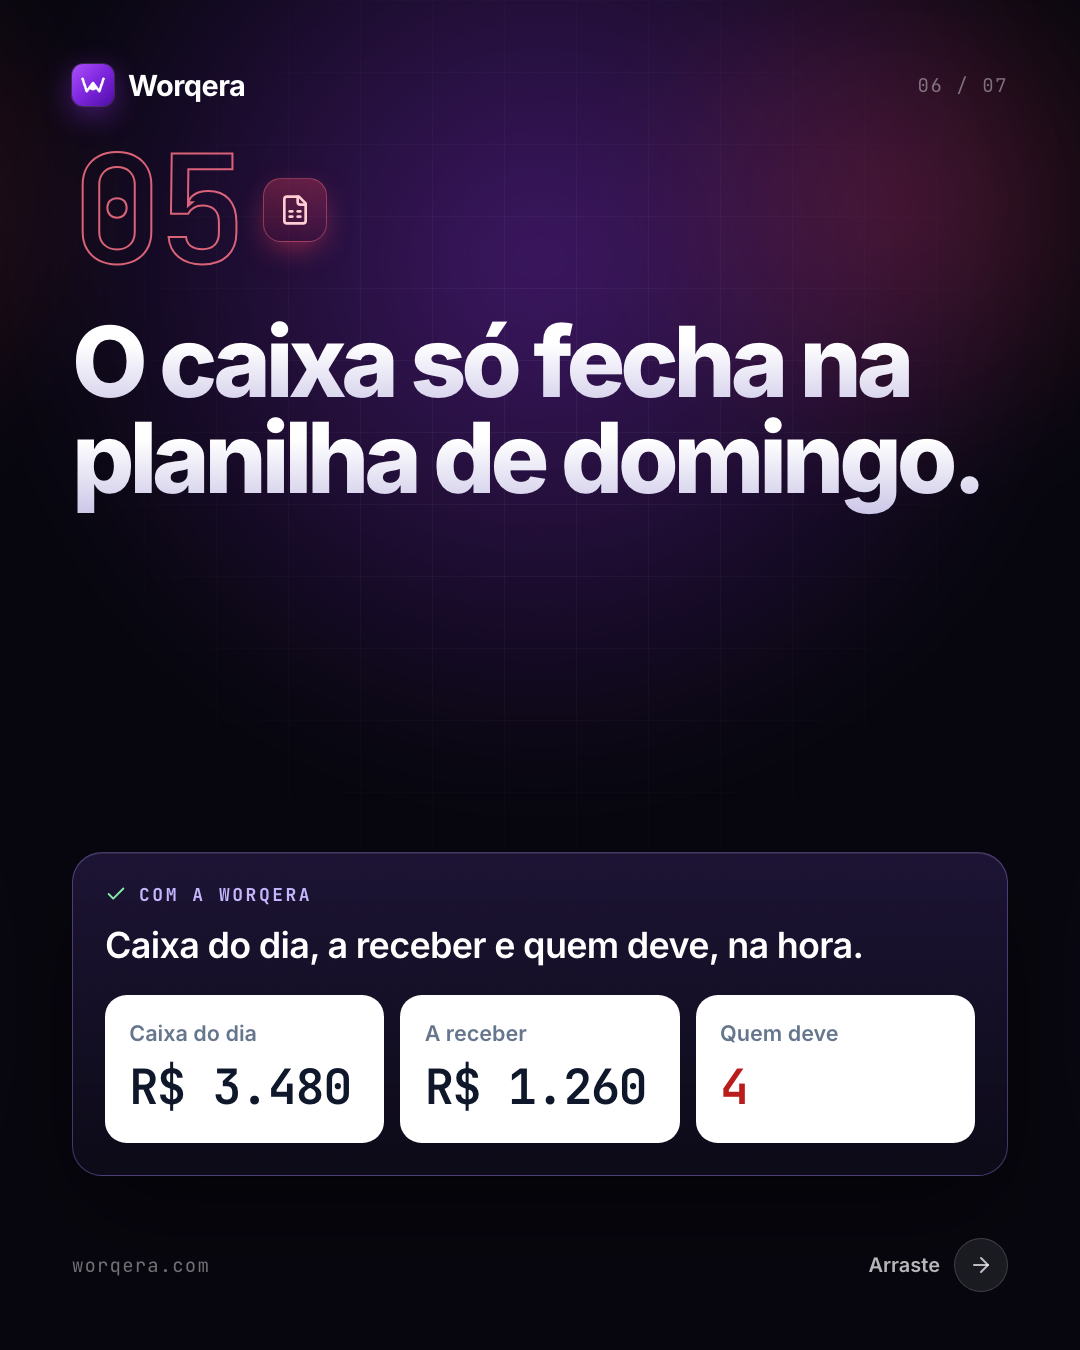 Worqera
06 / 07
05
O caixa só fecha na
planilha de domingo.
COM A WORQERA
Caixa do dia, a receber e quem deve, na hora.
Caixa do dia
R$ 3.480
A receber
R$ 1.260
Quem deve
4
worqera.com
Arraste